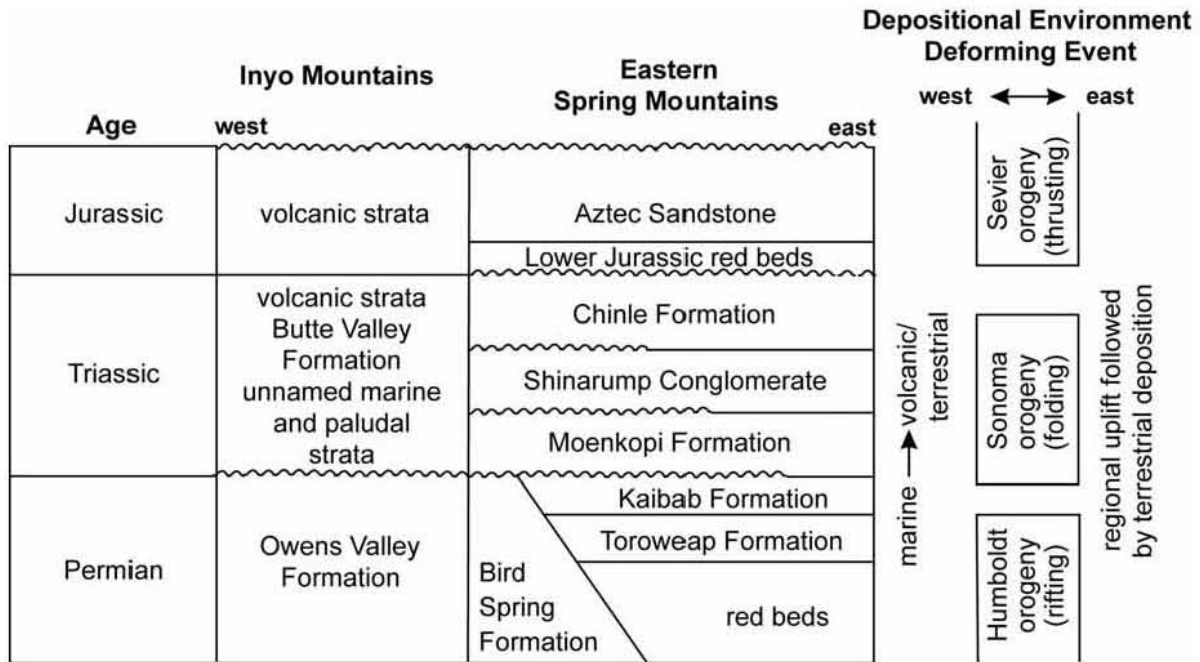 Depositional Environment
Deforming Event
Inyo Mountains
Eastern
Spring Mountains
west
east
Age
west
east
Jurassic
volcanic strata
Aztec Sandstone
Lower Jurassic red beds
Sevier
orogeny
(thrusting)
Triassic
volcanic strata
Butte Valley
Formation
unnamed marine
and paludal
strata
Chinle Formation
Shinarump Conglomerate
Moenkopi Formation
marine
volcanic/
terrestrial
Sonoma
orogeny
(folding)
regional uplift followed
by terrestrial deposition
Permian
Owens Valley
Formation
Bird
Spring
Formation
Kaibab Formation
Toroweap Formation
red beds
Humboldt
orogeny
(rifting)